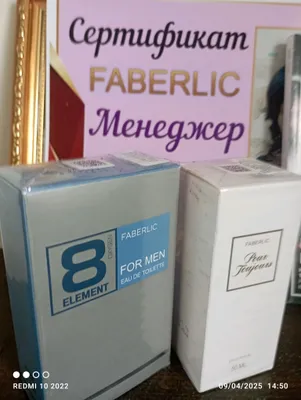 Сертификат
FABERLIC
Менеджер
8
ELEMENT
FABERLIC
FOR MEN
EAU DE TOILETTE
FABERLIC
Pour
Toujours
REDMI 10 2022
09/04/2025 14:50